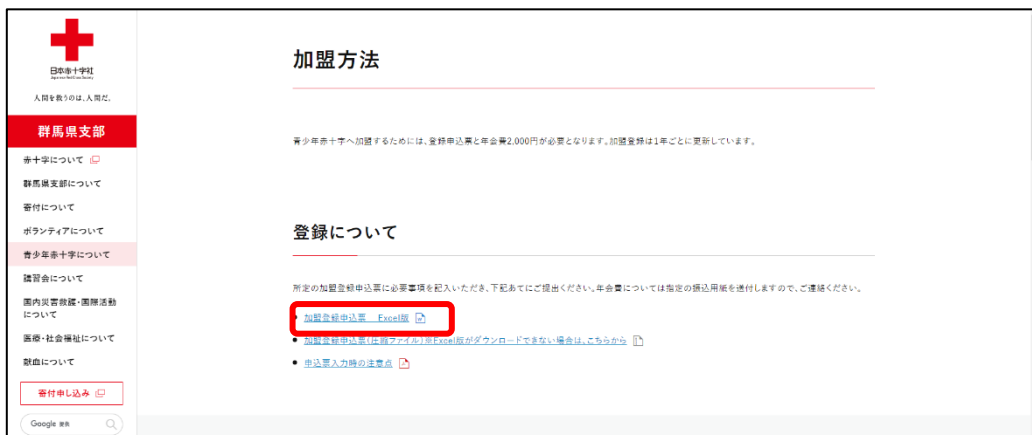 日本赤十字社
Japanese Red Cross Society
人間を救うのは、人間だ。
群馬県支部
赤十字について
群馬県支部について
寄付について
ボランティアについて
青少年赤十字について
講習会について
国内災害救護・国際活動
について
医療・社会福祉について
献血について
寄付申し込み
Google 検索
加盟方法
青少年赤十字へ加盟するためには、登録申込票と年会費2,000円が必要となります。加盟登録は1年ごとに更新しています。
登録について
所定の加盟登録申込票に必要事項を記入いただき、下記あてにご提出ください。年会費については指定の振込用紙を送付しますので、ご連絡ください。
加盟登録申込票　Excel版
加盟登録申込票(圧縮ファイル)※Excel版がダウンロードできない場合は、こちらから
申込票入力時の注意点